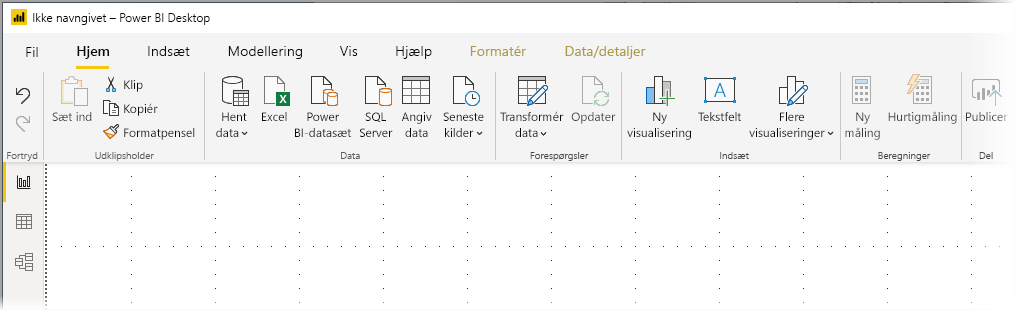 Ikke navngivet – Power BI Desktop
Fil Hjem Indsæt Modellering Vis Hjælp Formatér Data/detaljer
Sæt ind
Klip
Kopiér
Formatpensel
Hent data
Excel
Power BI-datasæt
SQL Server
Angiv data
Seneste kilder
Transformér data
Opdater
Ny visualisering
Tekstfelt
A
Flere visualiseringer
Ny måling
Hurtigmåling
Publicer
Fortryd Udklipsholder Data Forespørgsler Indsæt Beregninger Del